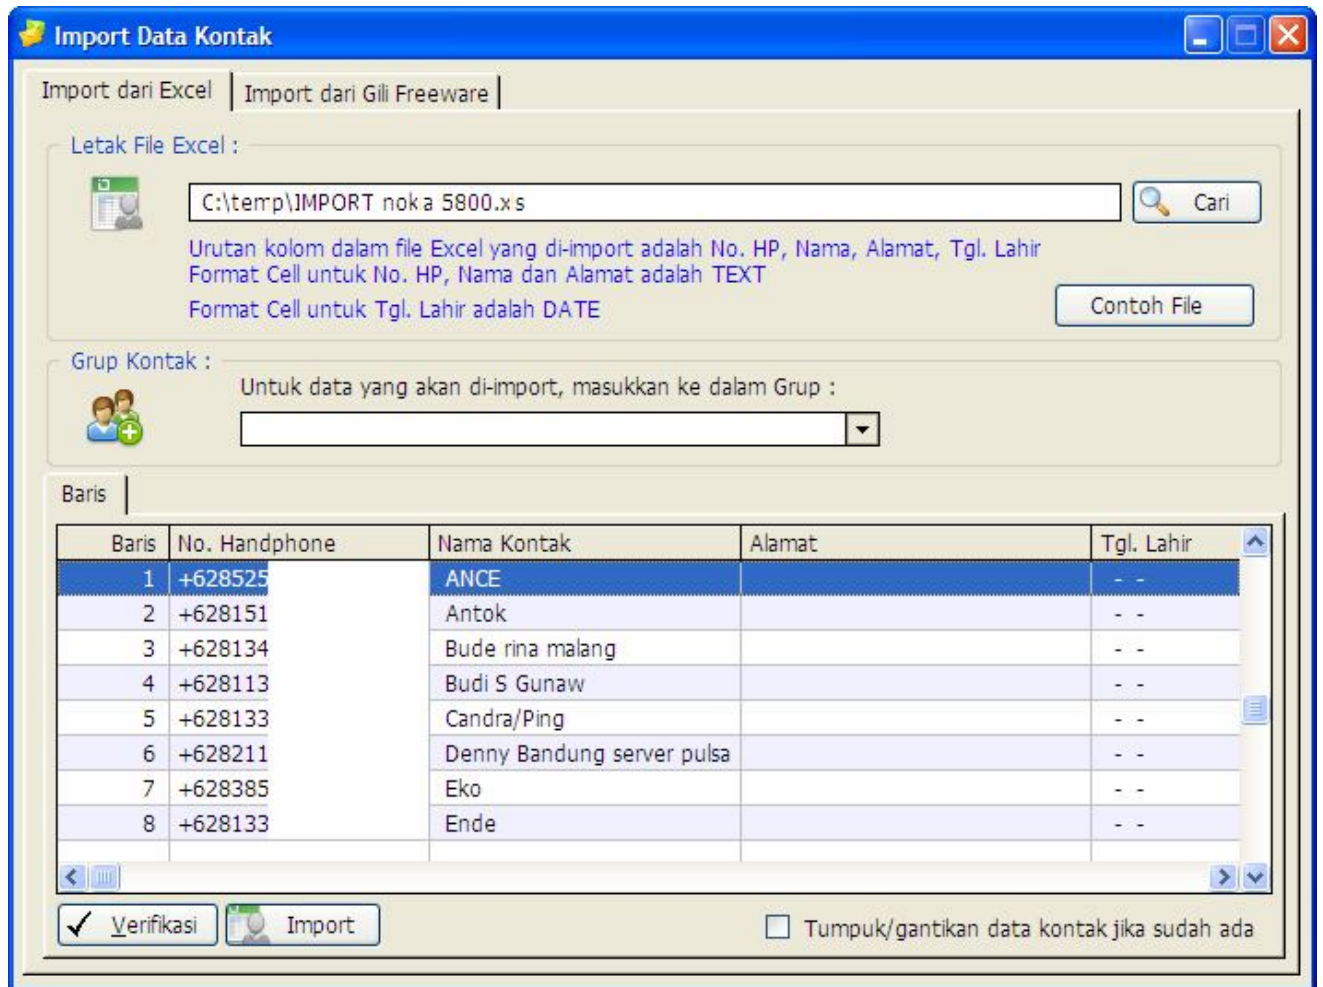 Import Data Kontak
Import dari Excel
Import dari Gili Freeware
Letak File Excel :
C:\temp\IMPORT noka 5800.xs
Cari
Urutan kolom dalam file Excel yang di-import adalah No. HP, Nama, Alamat, Tgl. Lahir
Format Cell untuk No. HP, Nama dan Alamat adalah TEXT
Format Cell untuk Tgl. Lahir adalah DATE
Contoh File
Grup Kontak :
Untuk data yang akan di-import, masukkan ke dalam Grup :
Baris
Baris No. Handphone Nama Kontak Alamat Tgl. Lahir
1 +628525 ANCE - -
2 +628151 Antok - -
3 +628134 Bude rina malang - -
4 +628113 Budi S Gunaw - -
5 +628133 Candra/Ping - -
6 +628211 Denny Bandung server pulsa - -
7 +628385 Eko - -
8 +628133 Ende - -
Verifikasi Import Tumpuk/gantikan data kontak jika sudah ada